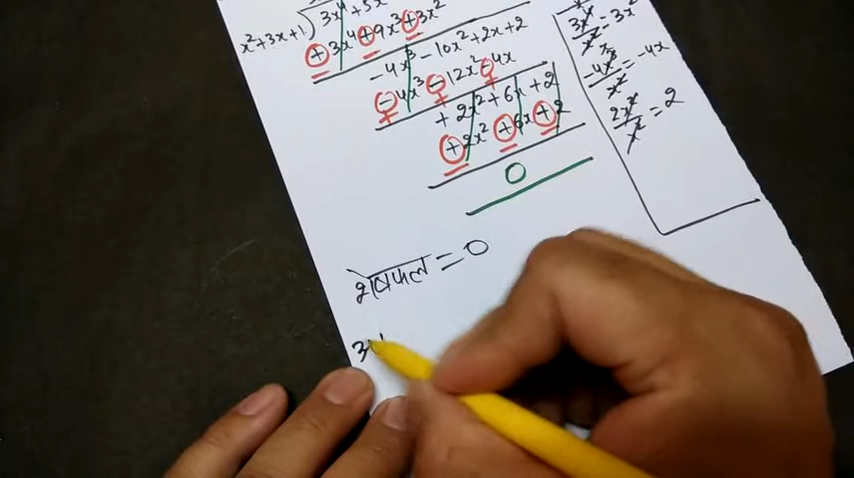 x²+3x+1 ) 3x⁴ + 5x
+3x⁴ +9x³ +3x²
-4x³ -10x² +2x +2
-4x³ -12x² -4x
+2x² +6x +2
+2x² +6x +2
0
= 0
3x⁴/x² = 3x²
-4x³/x² = -4x
2x²/x² = 2